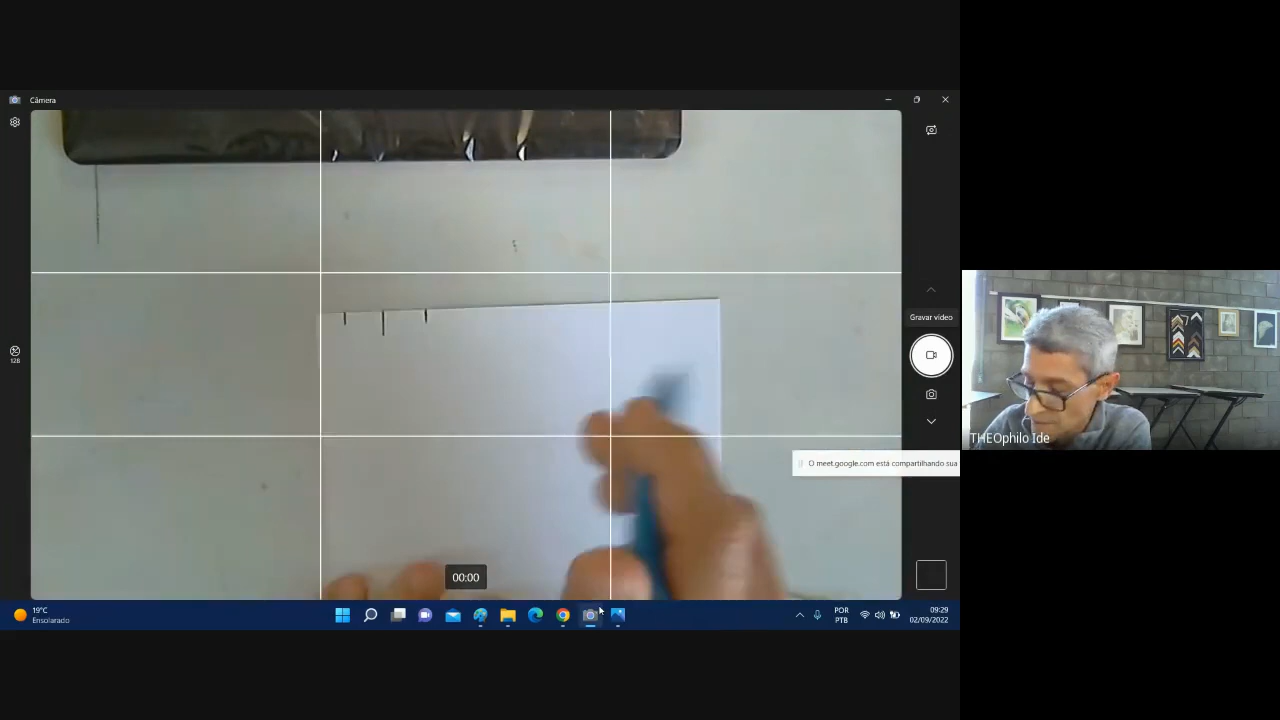 Câmera
Gravar vídeo
128
THEOphilo Ide
O meet.google.com está compartilhando sua
00:00
19°C
Ensolarado
POR
PTB
09:29
02/09/2022